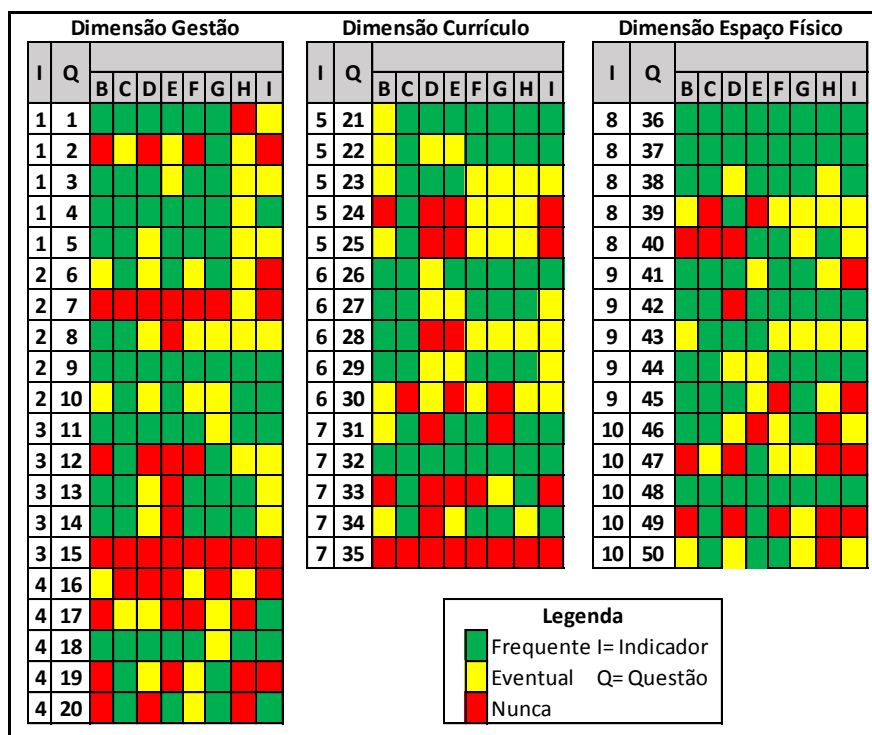 Dimensão Gestão Dimensão Currículo Dimensão Espaço Físico
I Q I Q I Q
B C D E F G H I B C D E F G H I B C D E F G H I
1 1 5 21 8 36
1 2 5 22 8 37
1 3 5 23 8 38
1 4 5 24 8 39
1 5 5 25 8 40
2 6 6 26 9 41
2 7 6 27 9 42
2 8 6 28 9 43
2 9 6 29 9 44
2 10 6 30 9 45
3 11 7 31 10 46
3 12 7 32 10 47
3 13 7 33 10 48
3 14 7 34 10 49
3 15 7 35 10 50
4 16
4 17
4 18
4 19
4 20
Legenda
Frequente I= Indicador
Eventual Q= Questão
Nunca